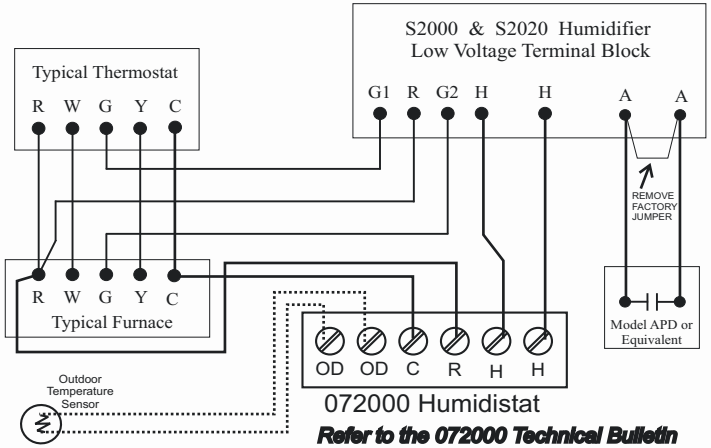 S2000 & S2020 Humidifier
Low Voltage Terminal Block
G1 R G2 H H A A
Typical Thermostat
R W G Y C
REMOVE
FACTORY
JUMPER
R W G Y C
Typical Furnace
Model APD or
Equivalent
OD OD C R H H
072000 Humidistat
Outdoor
Temperature
Sensor
Refer to the 072000 Technical Bulletin